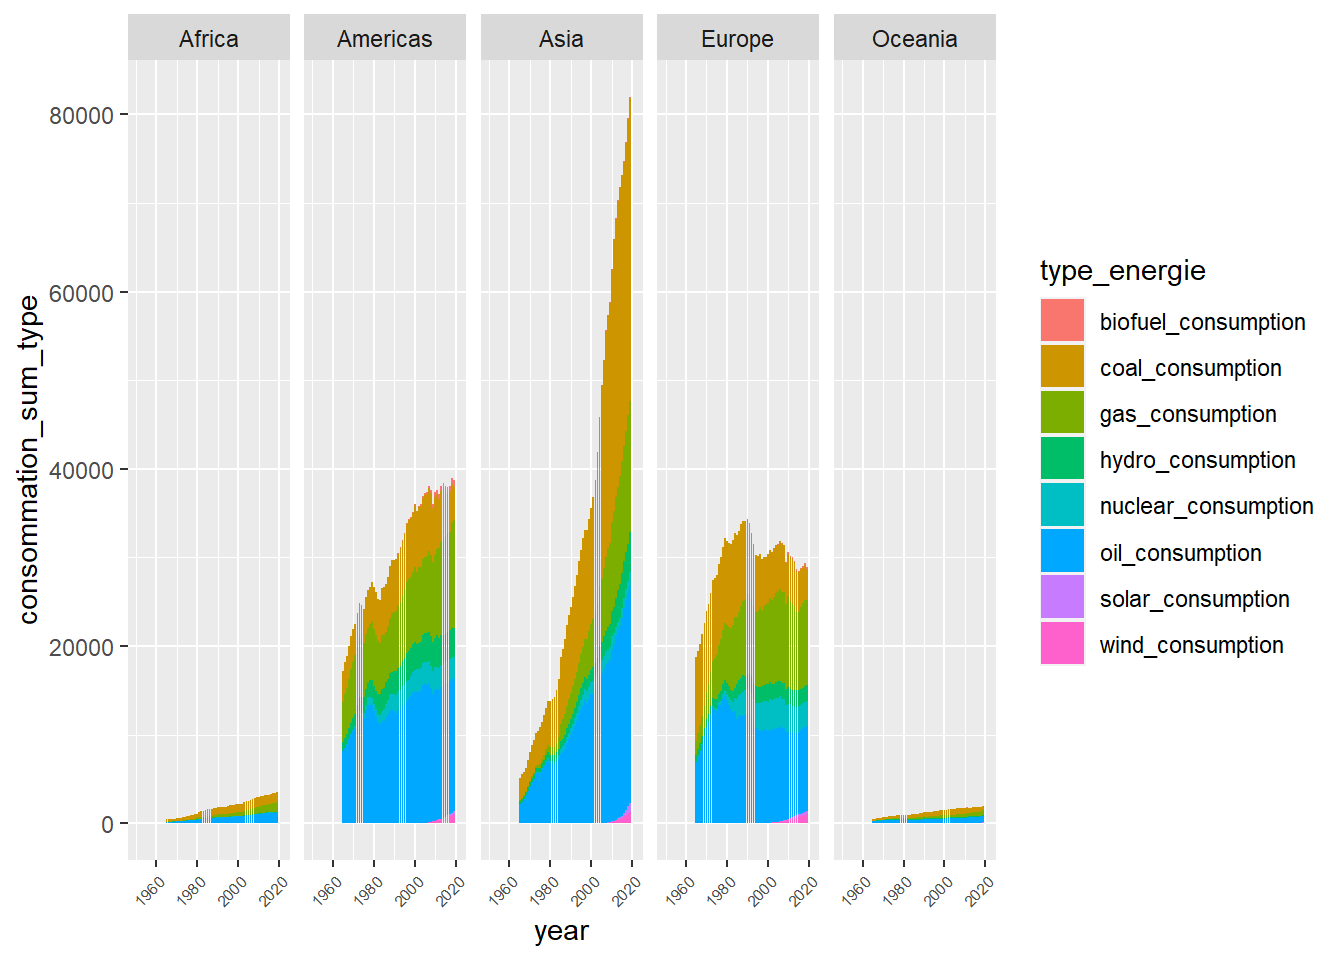 Africa Americas Asia Europe Oceania
80000
60000
40000
20000
0
consommation_sum_type
1960 1980 2000 2020 1960 1980 2000 2020 1960 1980 2000 2020 1960 1980 2000 2020 1960 1980 2000 2020
year
type_energie
biofuel_consumption
coal_consumption
gas_consumption
hydro_consumption
nuclear_consumption
oil_consumption
solar_consumption
wind_consumption